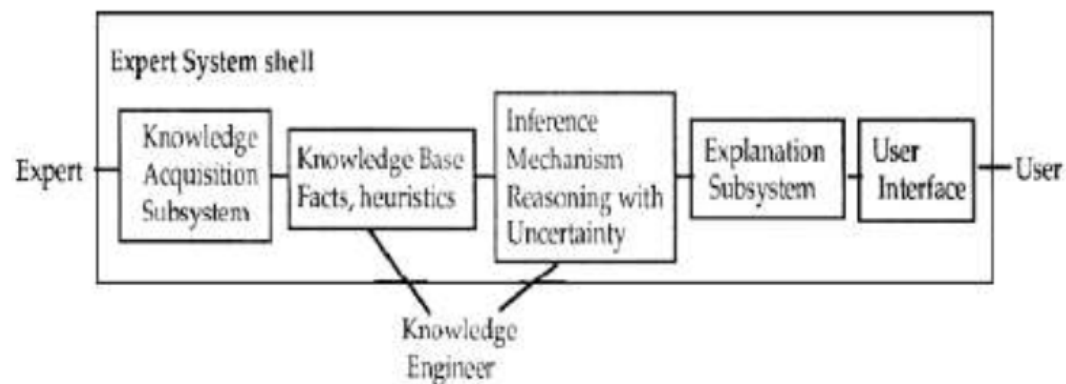 Expert System shell
Expert
Knowledge
Acquisition
Subsystem
Knowledge Base
Facts, heuristics
Inference
Mechanism
Reasoning with
Uncertainty
Explanation
Subsystem
User
Interface
User
Knowledge
Engineer